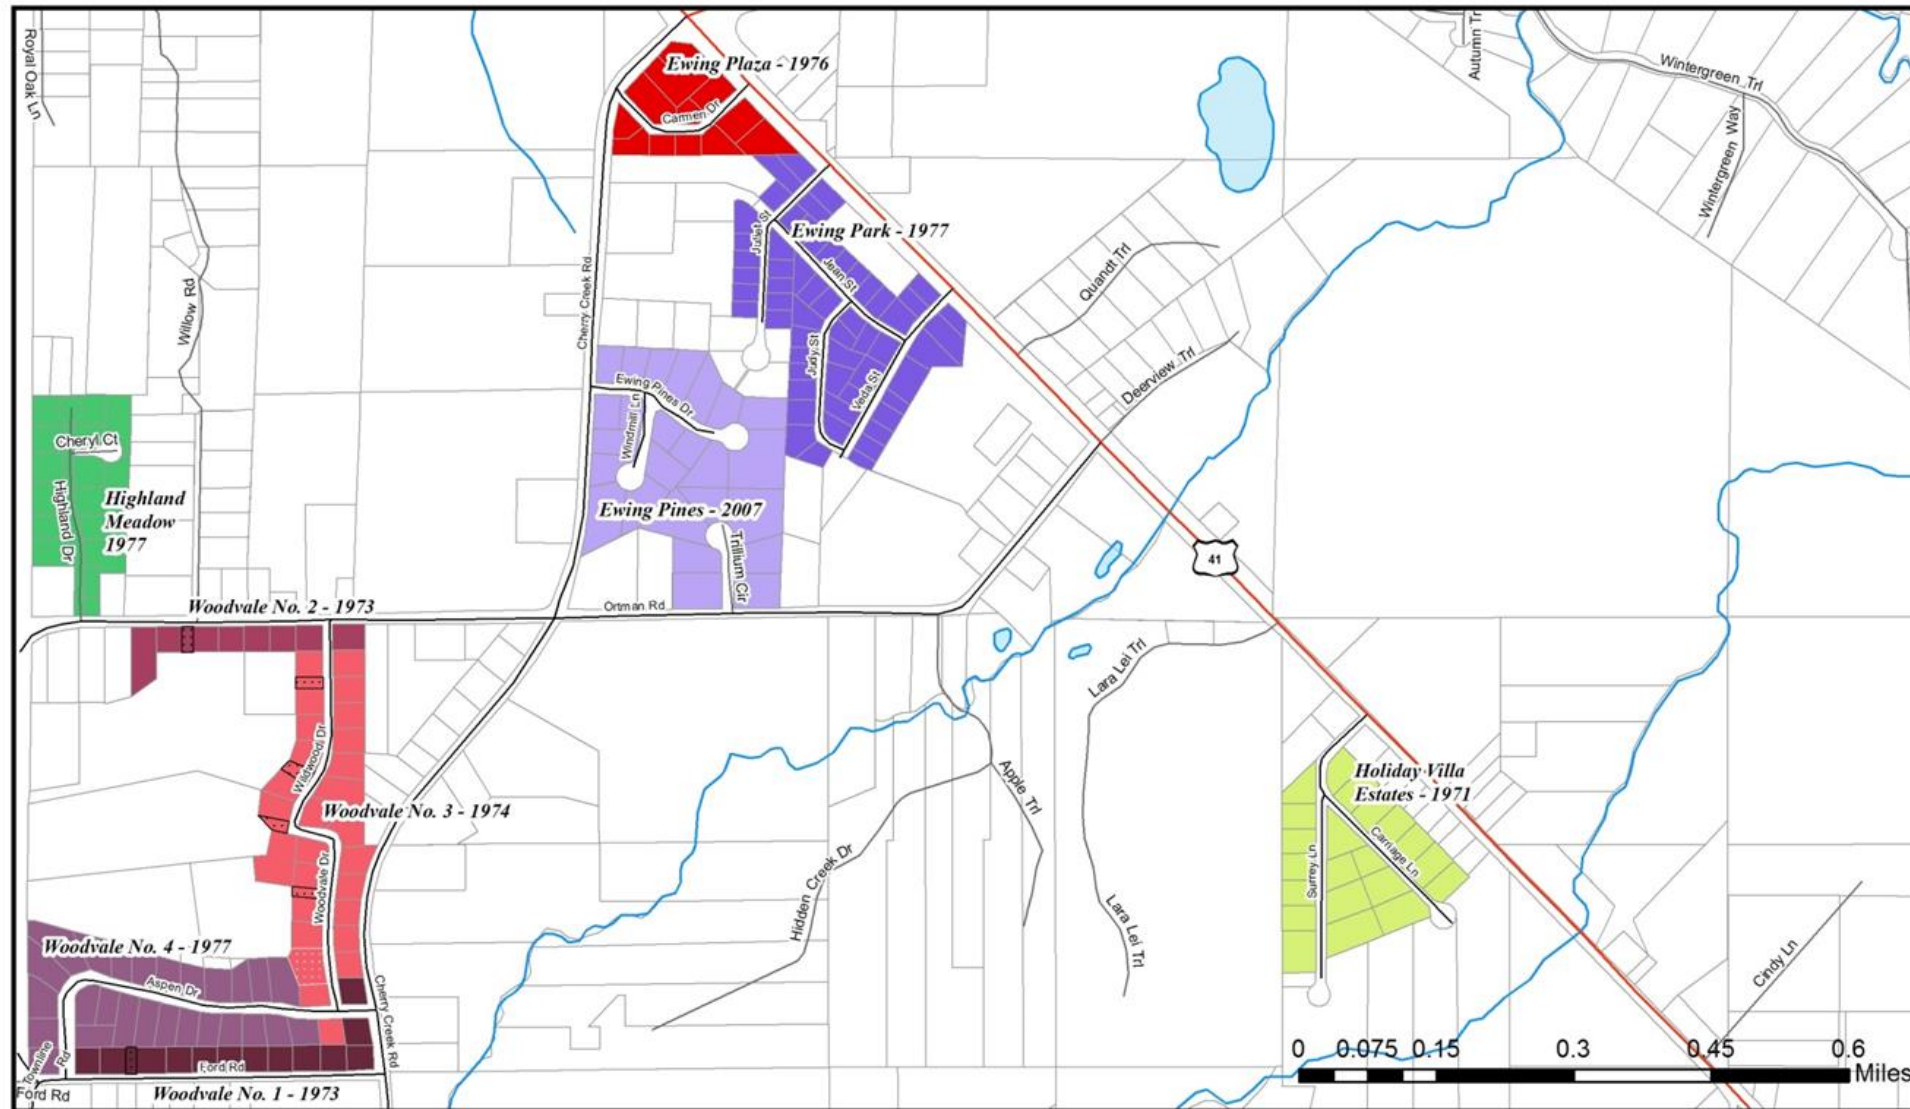 Royal Oak Ln
Ewing Plaza - 1976
Carmen Dr
Autumn Tr
Wintergreen Trl
Wintergreen Way
Willow Rd
Cherry Creek Rd
Juliet St
Ewing Park - 1977
Jean St
Quandt Trl
Judy St
Veda St
Deerview Trl
Ewing Pines Dr
Windmill Ln
Cheryl Ct
Highland Dr
Highland
Meadow
1977
Ewing Pines - 2007
Trillium Cir
41
Woodvale No. 2 - 1973
Ortman Rd
Lara Lei Trl
Wildwood Dr
Woodvale No. 3 - 1974
Apple Trl
Holiday Villa
Estates - 1971
Carriage Ln
Surrey Ln
Woodvale Dr
Hidden Creek Dr
Lara Lei Trl
Woodvale No. 4 - 1977
Aspen Dr
Cherry Creek Rd
Cindy Ln
Townline Rd
Ford Rd
Ford Rd
Woodvale No. 1 - 1973
0 0.075 0.15 0.3 0.45 0.6
Miles